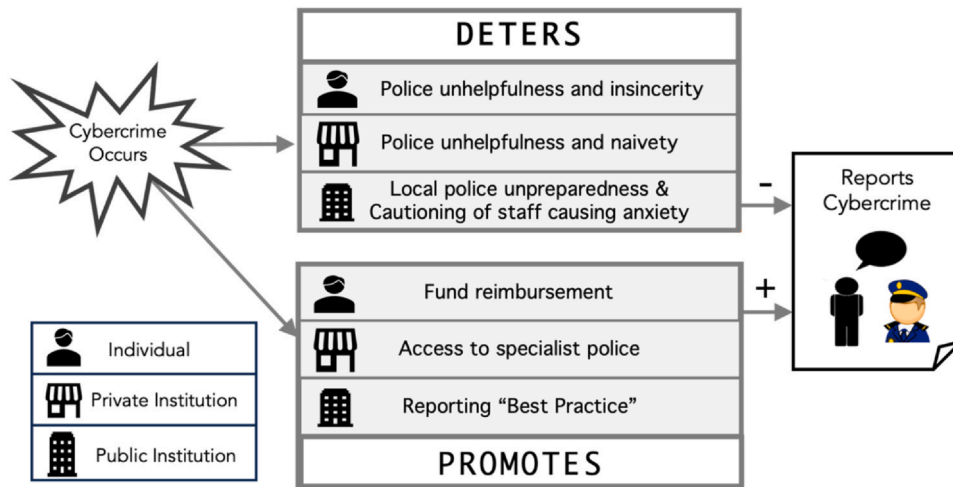 DETERS
Police unhelpfulness and insincerity
Police unhelpfulness and naivety
Local police unpreparedness &
Cautioning of staff causing anxiety
Cybercrime
Occurs
-
Reports
Cybercrime
+
Fund reimbursement
Access to specialist police
Reporting “Best Practice”
PROMOTES
Individual
Private Institution
Public Institution